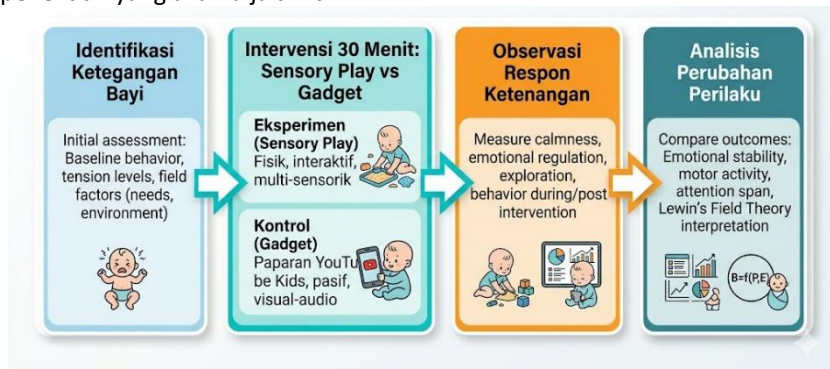 Identifikasi
Ketegangan
Bayi
Initial assessment:
Baseline behavior,
tension levels, field
factors (needs,
environment)
Intervensi 30 Menit:
Sensory Play vs
Gadget
Eksperimen
(Sensory Play)
Fisik, interaktif,
multi-sensorik
Kontrol
(Gadget)
Paparan YouTu
be Kids, pasif,
visual-audio
Observasi
Respon
Ketenangan
Measure calmness,
emotional regulation,
exploration,
behavior during/post
intervention
Analisis
Perubahan
Perilaku
Compare outcomes:
Emotional stability,
motor activity,
attention span,
Lewin's Field Theory
interpretation
B=f(P,E)